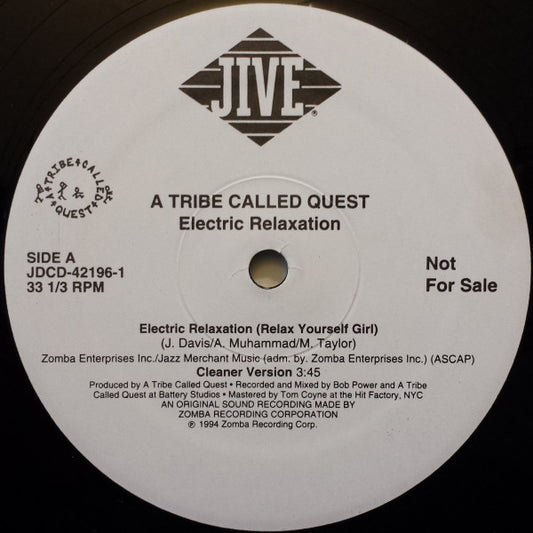 JIVE®
A TRIBE CALLED QUEST
A TRIBE CALLED QUEST
Electric Relaxation
SIDE A
JDCD-42196-1
33 1/3 RPM
Not
For Sale
Electric Relaxation (Relax Yourself Girl)
(J. Davis/A. Muhammad/M. Taylor)
Zomba Enterprises Inc./Jazz Merchant Music (adm. by. Zomba Enterprises Inc.) (ASCAP)
Cleaner Version 3:45
Produced by A Tribe Called Quest • Recorded and Mixed by Bob Power and A Tribe
Called Quest at Battery Studios • Mastered by Tom Coyne at the Hit Factory, NYC
AN ORIGINAL SOUND RECORDING MADE BY
ZOMBA RECORDING CORPORATION
℗ 1994 Zomba Recording Corp.